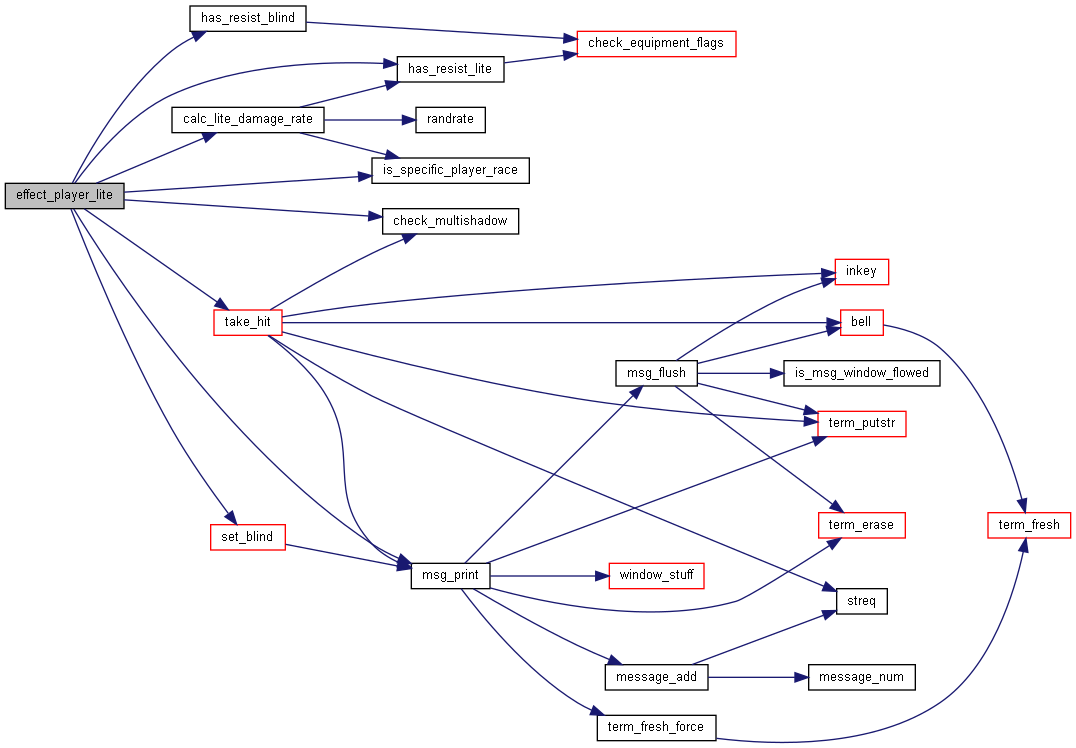 has_resist_blind
check_equipment_flags
has_resist_lite
calc_lite_damage_rate
randrate
is_specific_player_race
effect_player_lite
check_multishadow
inkey
take_hit
bell
msg_flush
is_msg_window_flowed
term_putstr
term_erase
term_fresh
set_blind
msg_print
window_stuff
streq
message_add
message_num
term_fresh_force